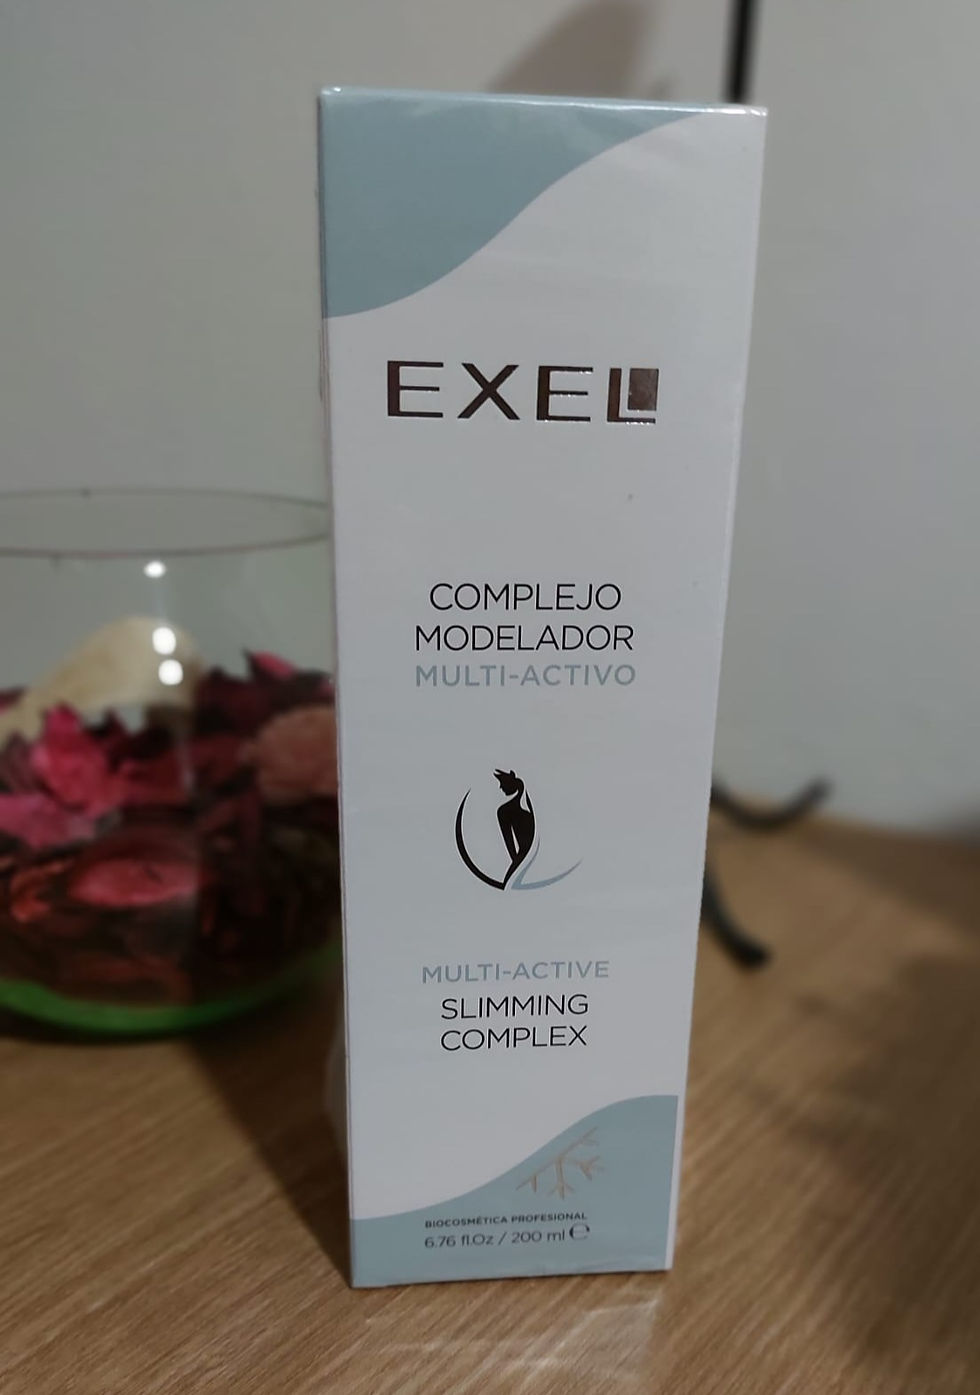 EXEL
COMPLEJO
MODELADOR
MULTI-ACTIVO
MULTI-ACTIVE
SLIMMING
COMPLEX
BIOCOSMÉTICA PROFESIONAL
6.76 fl.Oz / 200 ml ℮